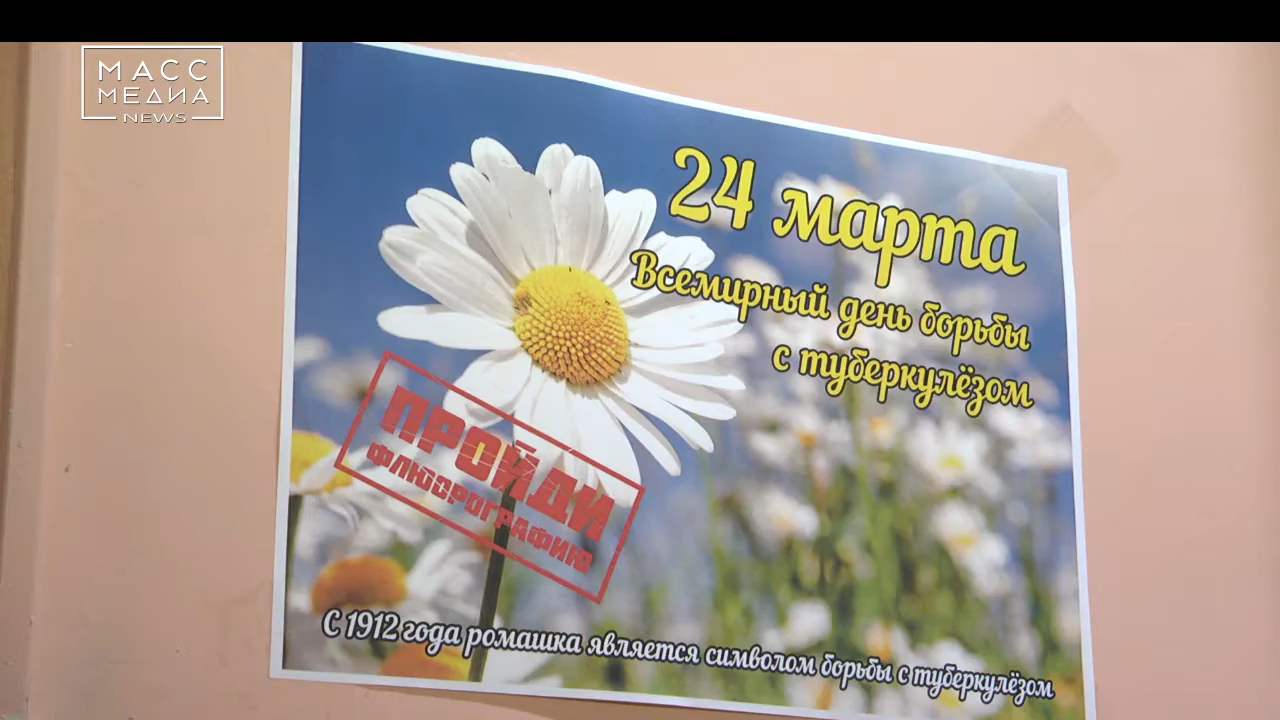 МАСС
МЕДИА
NEWS
24 марта
Всемирный день борьбы
с туберкулёзом
ПРОЙДИ
ФЛЮОРОГРАФИЮ
С 1912 года ромашка является символом борьбы с туберкулёзом